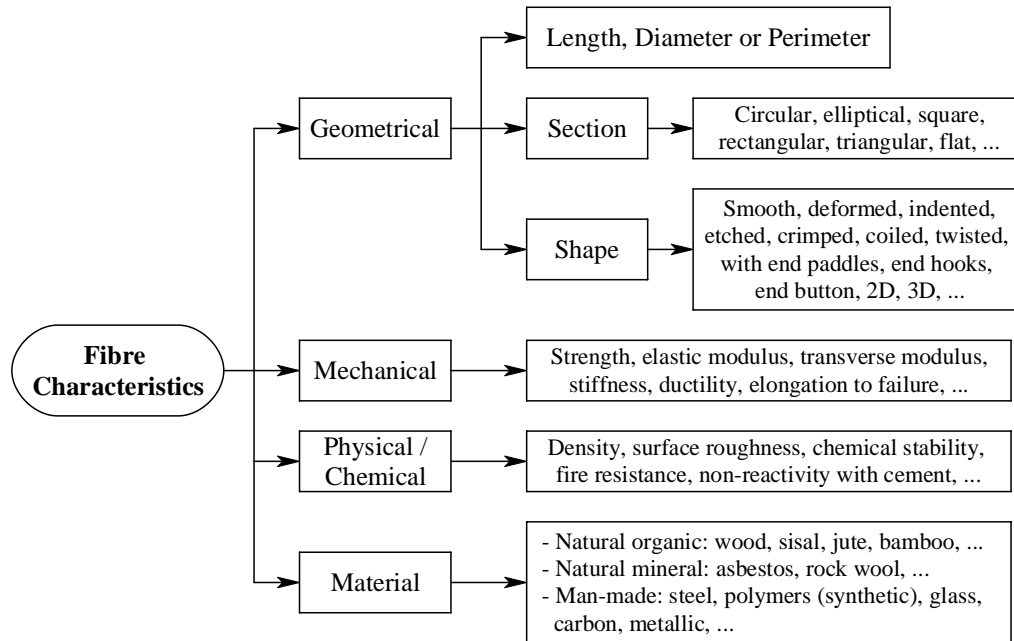 Length, Diameter or Perimeter
Geometrical
Section
Circular, elliptical, square,
rectangular, triangular, flat, ...
Shape
Smooth, deformed, indented,
etched, crimped, coiled, twisted,
with end paddles, end hooks,
end button, 2D, 3D, ...
Fibre
Characteristics
Mechanical
Strength, elastic modulus, transverse modulus,
stiffness, ductility, elongation to failure, ...
Physical /
Chemical
Density, surface roughness, chemical stability,
fire resistance, non-reactivity with cement, ...
Material
- Natural organic: wood, sisal, jute, bamboo, ...
- Natural mineral: asbestos, rock wool, ...
- Man-made: steel, polymers (synthetic), glass,
carbon, metallic, ...